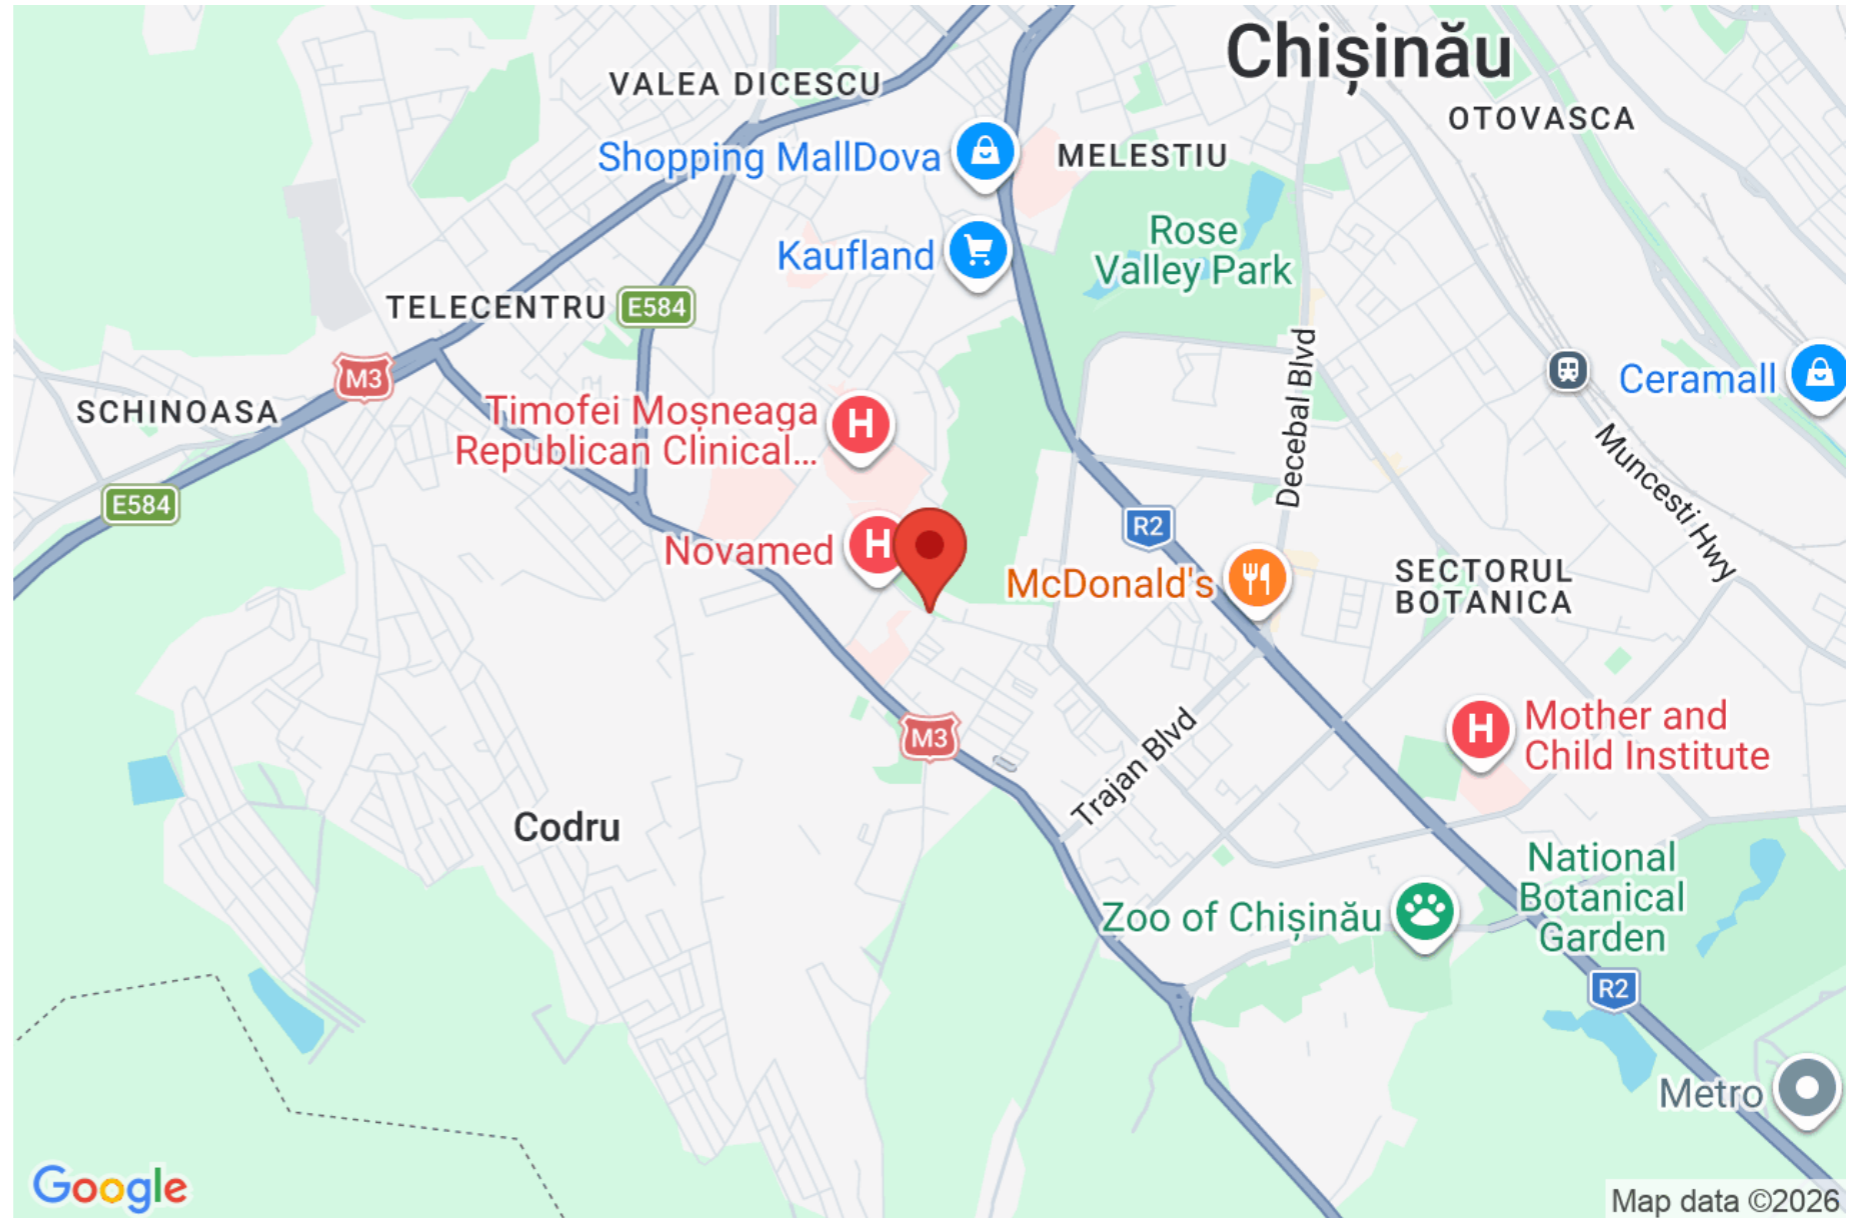 Chișinău
VALEA DICESCU
OTOVASCA
Shopping MallDova
MELESTIU
Rose
Valley Park
Kaufland
TELECENTRU
E584
M3
Decebal Blvd
Ceramall
SCHINOASA
Timofei Moșneaga
Republican Clinical...
H
Muncesti Hwy
E584
R2
Novamed
H
McDonald's
SECTORUL
BOTANICA
H
Mother and
Child Institute
M3
Trajan Blvd
Codru
National
Botanical
Garden
Zoo of Chișinău
R2
Metro
Google
Map data ©2026